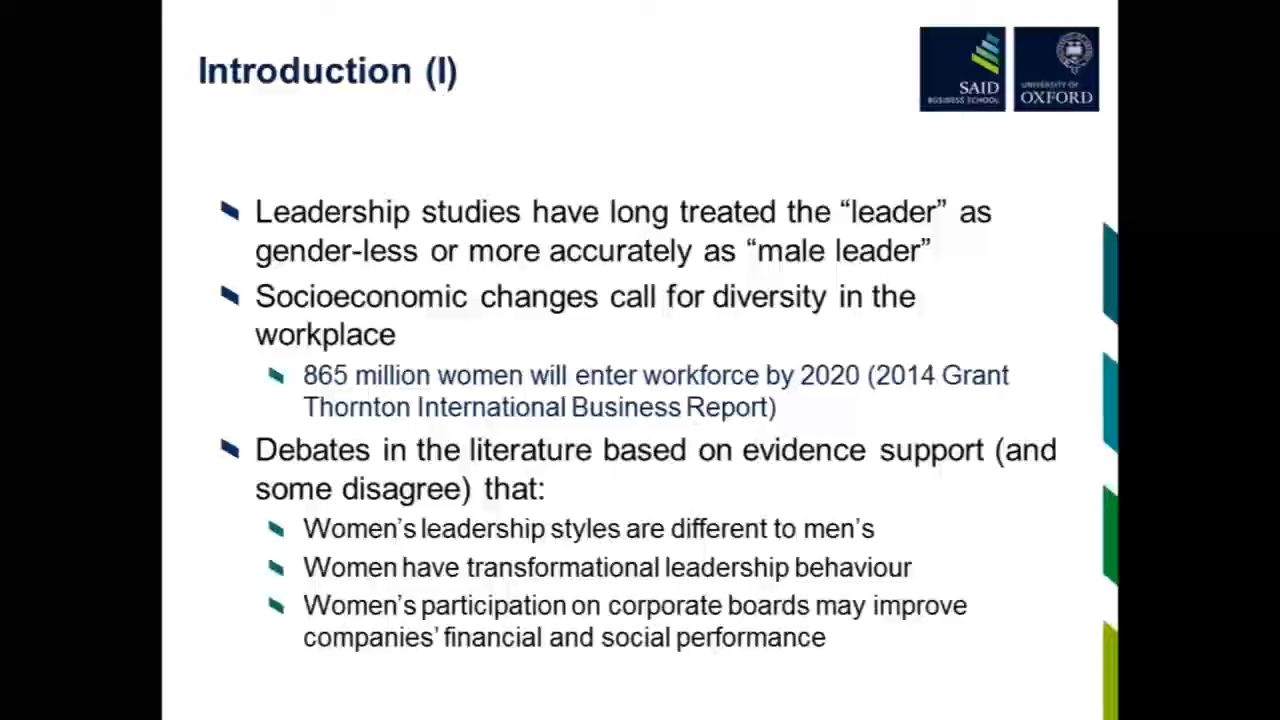 Introduction (I)
SAID
BUSINESS SCHOOL
UNIVERSITY OF
OXFORD
Leadership studies have long treated the “leader” as
gender-less or more accurately as “male leader”
Socioeconomic changes call for diversity in the
workplace
865 million women will enter workforce by 2020 (2014 Grant
Thornton International Business Report)
Debates in the literature based on evidence support (and
some disagree) that:
Women’s leadership styles are different to men’s
Women have transformational leadership behaviour
Women’s participation on corporate boards may improve
companies’ financial and social performance